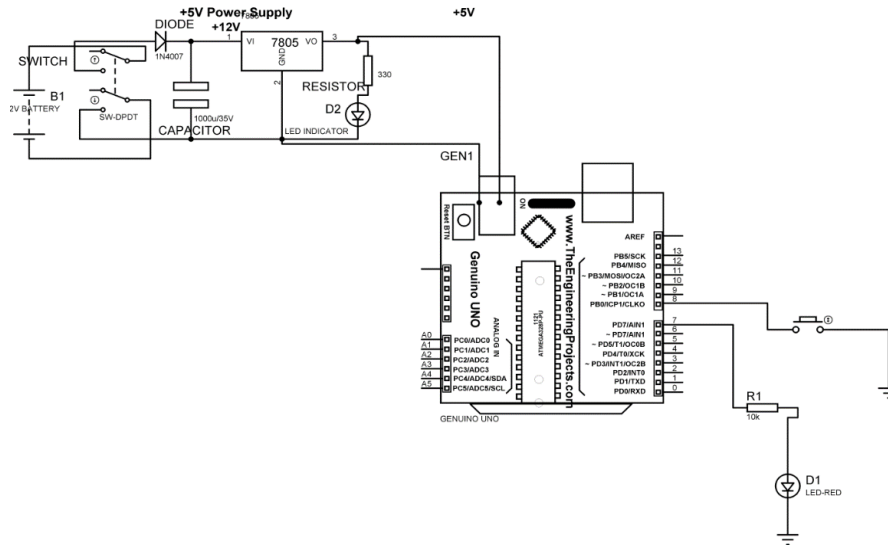 +5V Power Supply
+5V
DIODE
7805
+12V
1
VI
7805
VO
3
GND
2
1N4007
SWITCH
330
RESISTOR
B1
2V BATTERY
SW-DPDT
1000u/35V
CAPACITOR
D2
LED INDICATOR
GEN1
Reset BTN
ON
www.TheEngineeringProjects.com
Genuino UNO
ANALOG IN
AREF
PB5/SCK 13
PB4/MISO 12
~ PB3/MOSI/OC2A 11
~ PB2/OC1B 10
~ PB1/OC1A 9
PB0/ICP1/CLKO 8
PD7/AIN1 7
~ PD7/AIN1 6
~ PD5/T1/OC0B 5
PD4/T0/XCK 4
~ PD3/INT1/OC2B 3
PD2/INT0 2
PD1/TXD 1
PD0/RXD 0
A0 PC0/ADC0
A1 PC1/ADC1
A2 PC2/ADC2
A3 PC3/ADC3
A4 PC4/ADC4/SDA
A5 PC5/ADC5/SCL
GENUINO UNO
R1
10k
D1
LED-RED